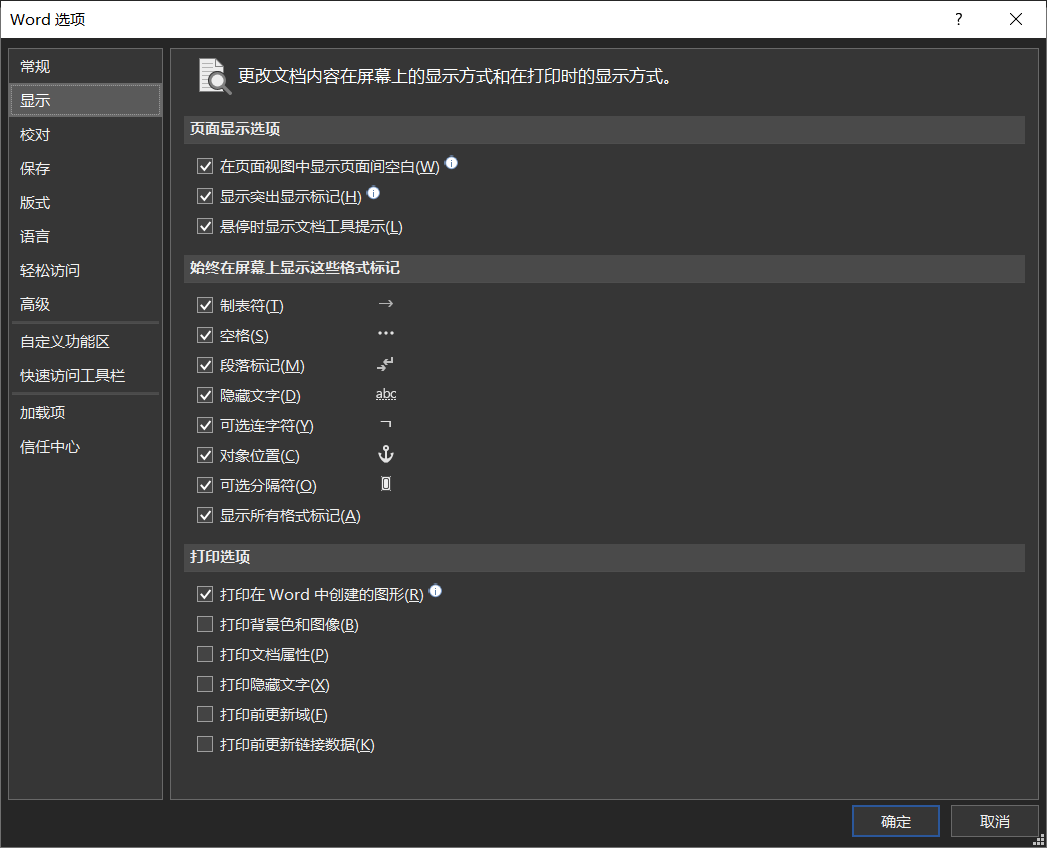 Word 选项
常规
显示
校对
保存
版式
语言
轻松访问
高级
自定义功能区
快速访问工具栏
加载项
信任中心
更改文档内容在屏幕上的显示方式和在打印时的显示方式。
页面显示选项
在页面视图中显示页面间空白(W)
显示突出显示标记(H)
悬停时显示文档工具提示(L)
始终在屏幕上显示这些格式标记
制表符(T)
空格(S)
段落标记(M)
隐藏文字(D) abc
可选连字符(Y)
对象位置(C)
可选分隔符(O)
显示所有格式标记(A)
打印选项
打印在 Word 中创建的图形(R)
打印背景色和图像(B)
打印文档属性(P)
打印隐藏文字(X)
打印前更新域(F)
打印前更新链接数据(K)
确定 取消